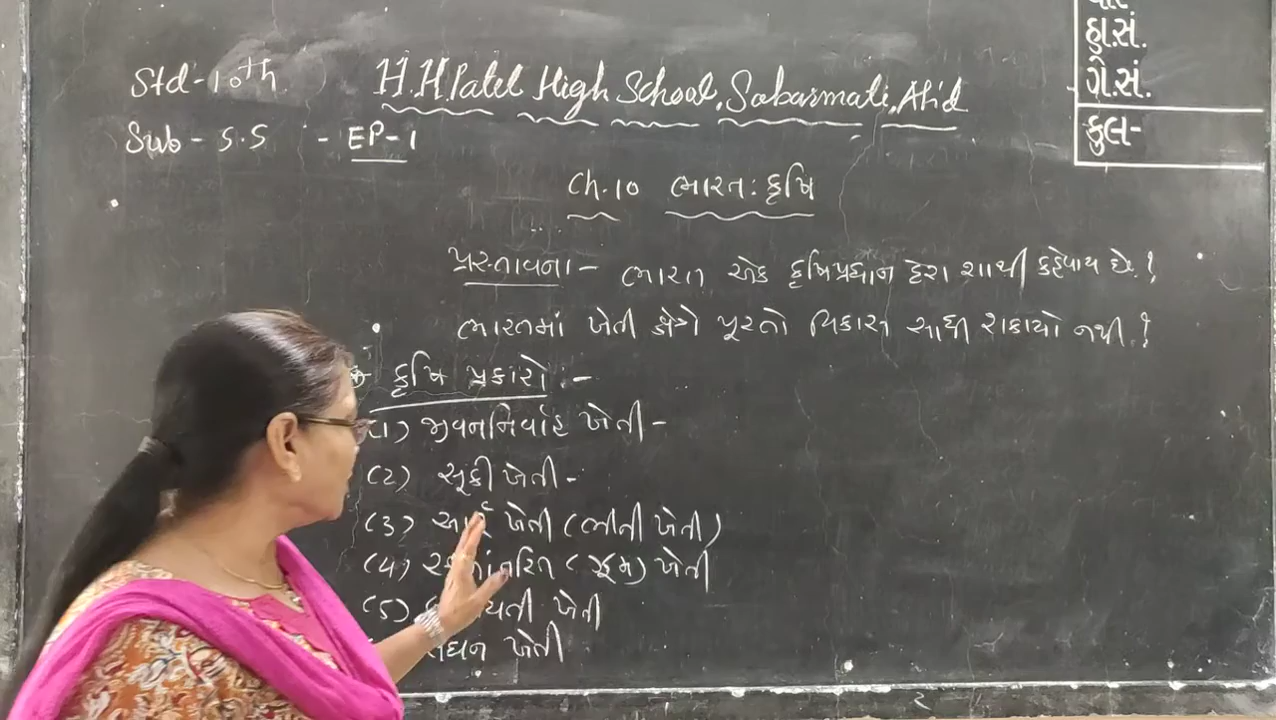 Std-10th H.H.Patel High School, Sabarmati, A'd
Sub - S.S - EP-1
હા.સં.
ગે.સં.
કુલ-
Ch.10 ભારત : કૃષિ
પ્રસ્તાવના - ભારત એક કૃષિપ્રધાન દેશ શાથી કહેવાય છે.?
ભારતમાં ખેતી ક્ષેત્રે પૂરતો વિકાસ સાધી શકાયો નથી.?
કૃષિ પ્રકારો :-
(1) જીવનનિર્વાહ ખેતી -
(2) સૂકી ખેતી -
(3) ખેતી (ભીની ખેતી)
(4) (ઝૂમ) ખેતી
(5) ખેતી
ખેતી